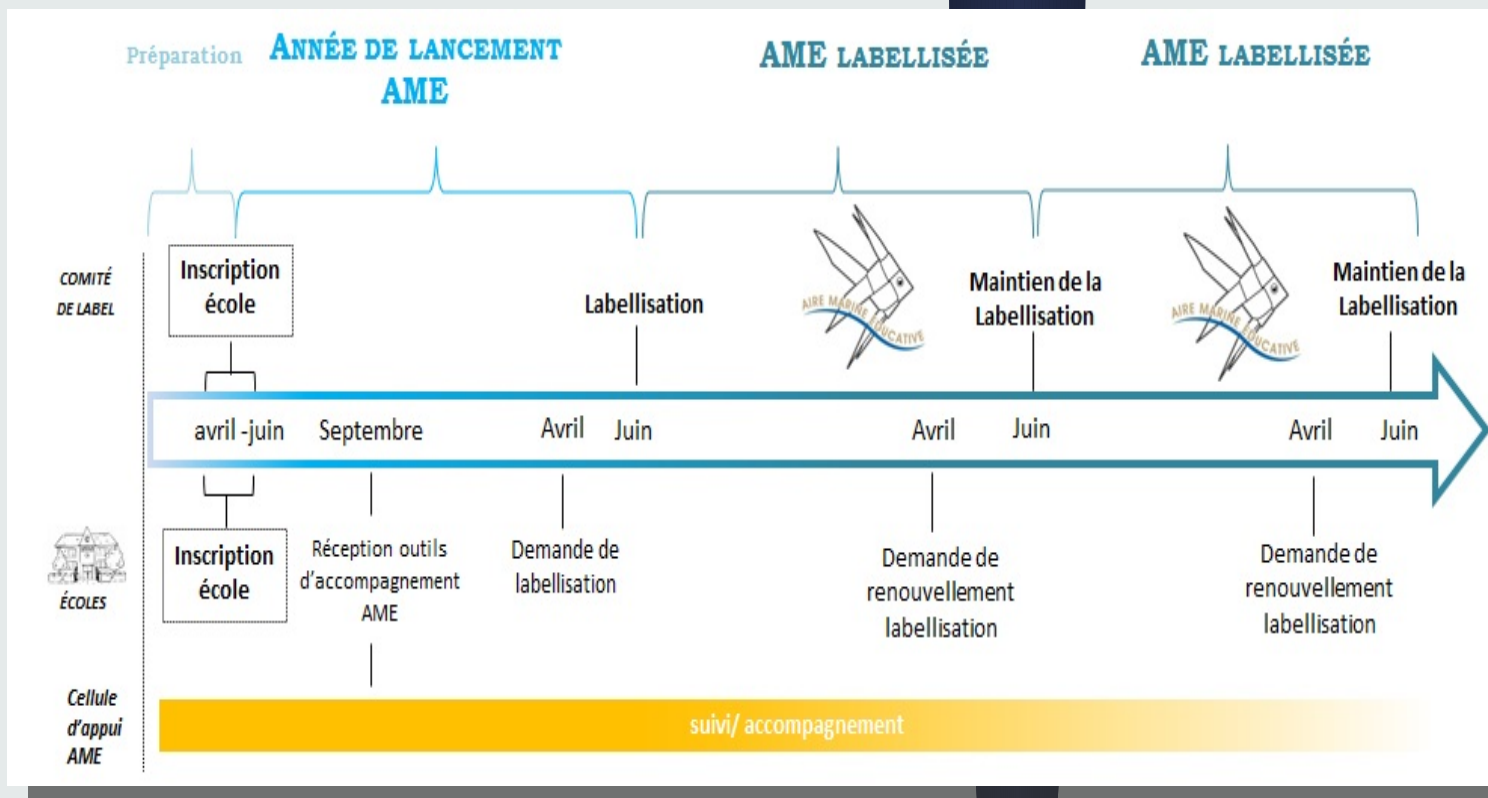 Préparation
ANNÉE DE LANCEMENT
AME
AME LABELLISÉE
AME LABELLISÉE
COMITÉ
DE LABEL
Inscription
école
Labellisation
AIRE MARINE EDUCATIVE
Maintien de la
Labellisation
AIRE MARINE EDUCATIVE
Maintien de la
Labellisation
avril -juin
Septembre
Avril
Juin
Avril
Juin
Avril
Juin
ÉCOLES
Inscription
école
Réception outils
d'accompagnement
AME
Demande de
labellisation
Demande de
renouvellement
labellisation
Demande de
renouvellement
labellisation
Cellule
d'appui
AME
suivi/ accompagnement